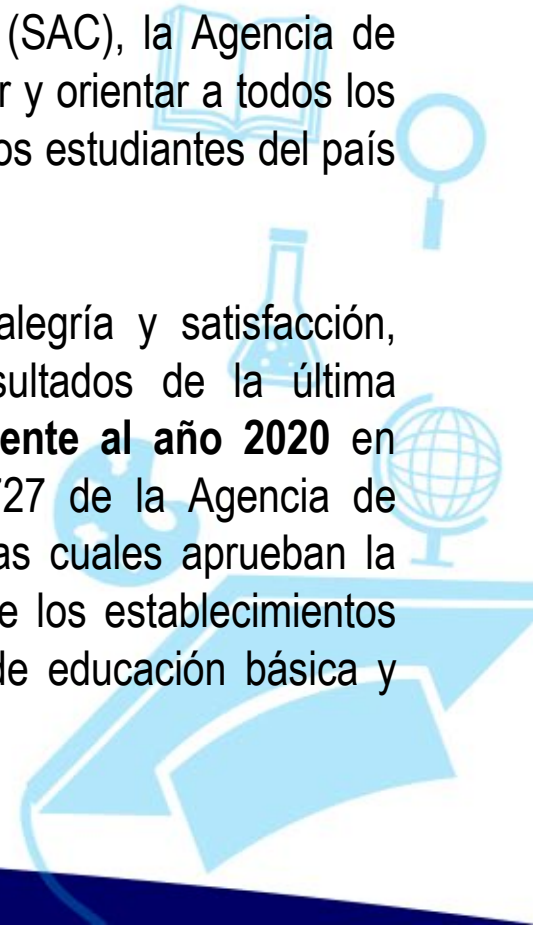 (SAC), la Agencia de
r y orientar a todos los
os estudiantes del país
alegría y satisfacción,
sultados de la última
ente al año 2020 en
727 de la Agencia de
as cuales aprueban la
e los establecimientos
de educación básica y